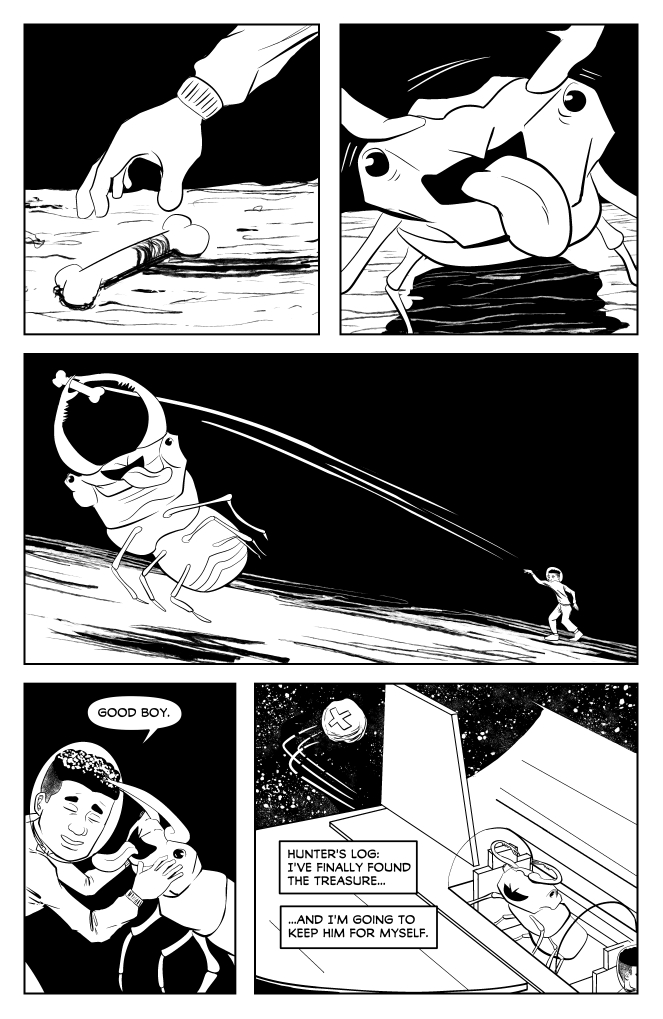 GOOD BOY.
HUNTER'S LOG:
I'VE FINALLY FOUND
THE TREASURE...
...AND I'M GOING TO
KEEP HIM FOR MYSELF.